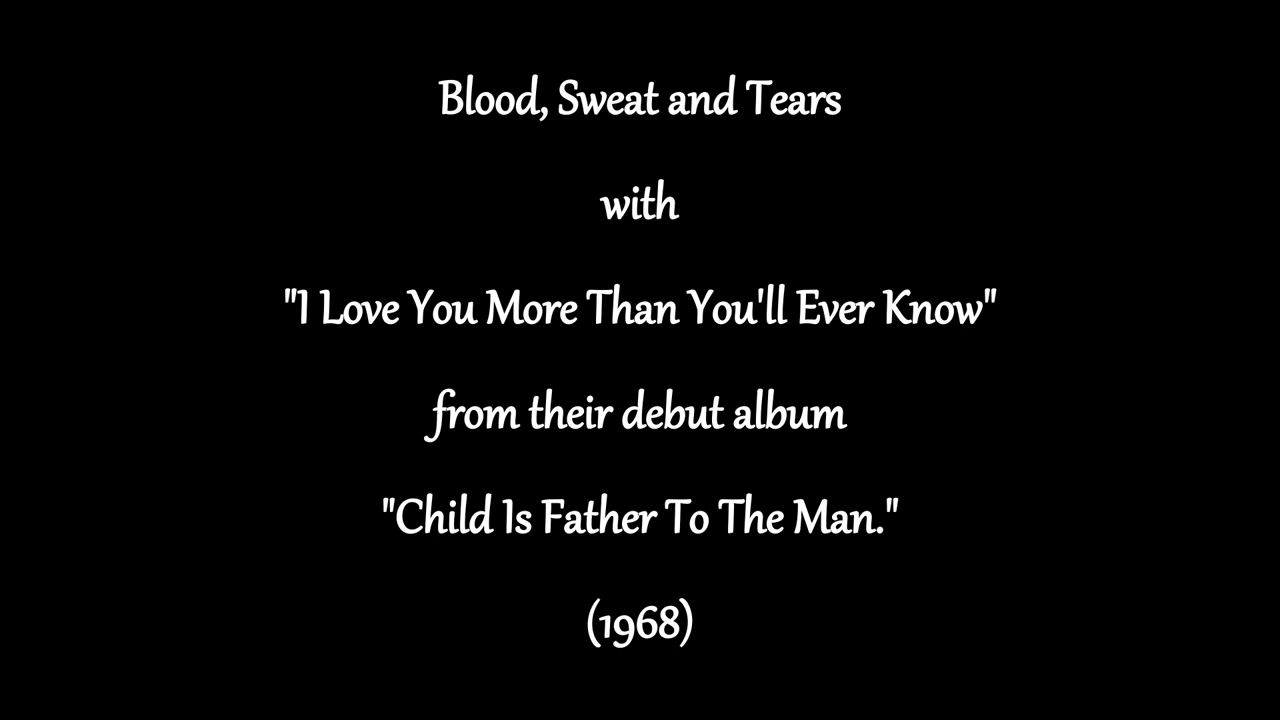 Blood, Sweat and Tears
with
"I Love You More Than You'll Ever Know"
from their debut album
"Child Is Father To The Man."
(1968)